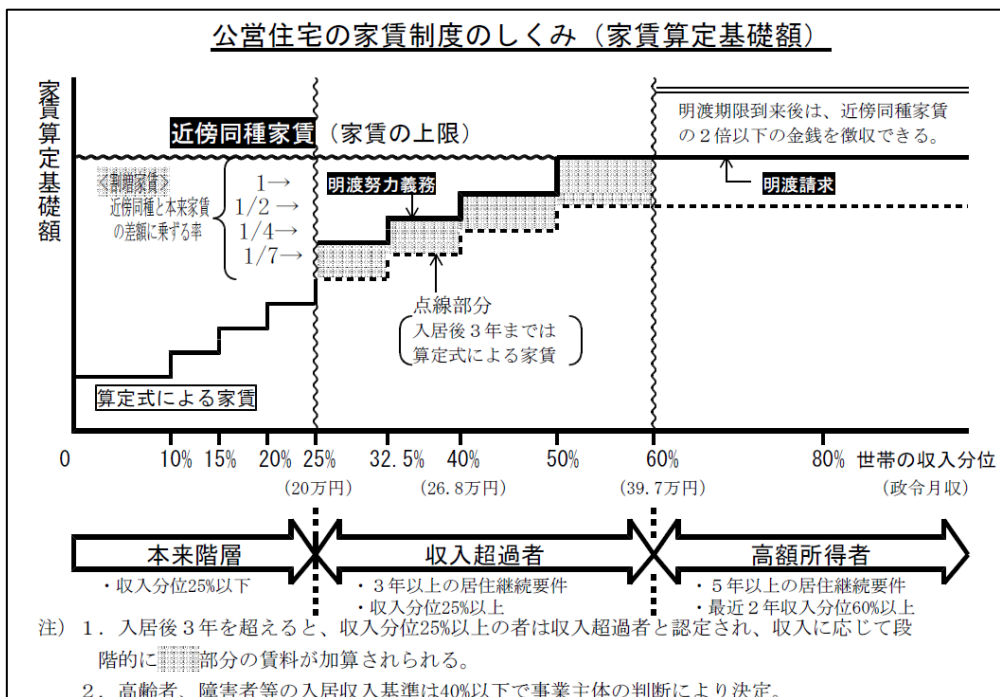 公営住宅の家賃制度のしくみ（家賃算定基礎額）
家賃算定基礎額
近傍同種家賃（家賃の上限）
明渡期限到来後は、近傍同種家賃
の２倍以下の金銭を徴収できる。
＜割増家賃＞
近傍同種と本来家賃
の差額に乗ずる率
1→
1/2→
1/4→
1/7→
明渡努力義務
明渡請求
点線部分
入居後３年までは
算定式による家賃
算定式による家賃
0 10% 15% 20% 25% 32.5% 40% 50% 60% 80% 世帯の収入分位
(20万円) (26.8万円) (39.7万円) (政令月収)
本来階層 収入超過者 高額所得者
・収入分位25%以下
・３年以上の居住継続要件
・収入分位25%以上
・５年以上の居住継続要件
・最近２年収入分位60%以上
注）１．入居後３年を超えると、収入分位25%以上の者は収入超過者と認定され、収入に応じて段
階的に 部分の賃料が加算されられる。
２．高齢者、障害者等の入居収入基準は40%以下で事業主体の判断により決定。